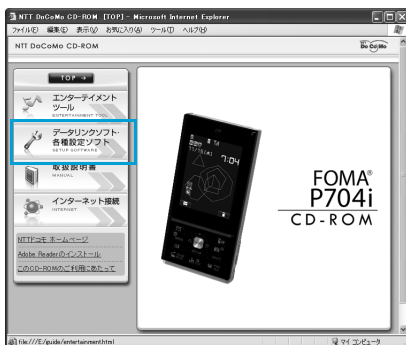 NTT DoCoMo CD-ROM [TOP] - Microsoft Internet Explorer
ファイル(F) 編集(E) 表示(V) お気に入り(A) ツール(T) ヘルプ(H)
NTT DoCoMo CD-ROM
DoCoMo
TOP →
エンターテイメント
ツール
ENTERTAINMENT TOOL
データリンクソフト・
各種設定ソフト
SETUP SOFTWARE
取扱説明書
MANUAL
インターネット接続
INTERNET
NTTドコモ ホームページ
Adobe Readerのインストール
このCD-ROMのご利用にあたって
7:04
FOMA®
P704i
CD-ROM
file:///E:/guide/entertainment.html
マイ コンピュータ